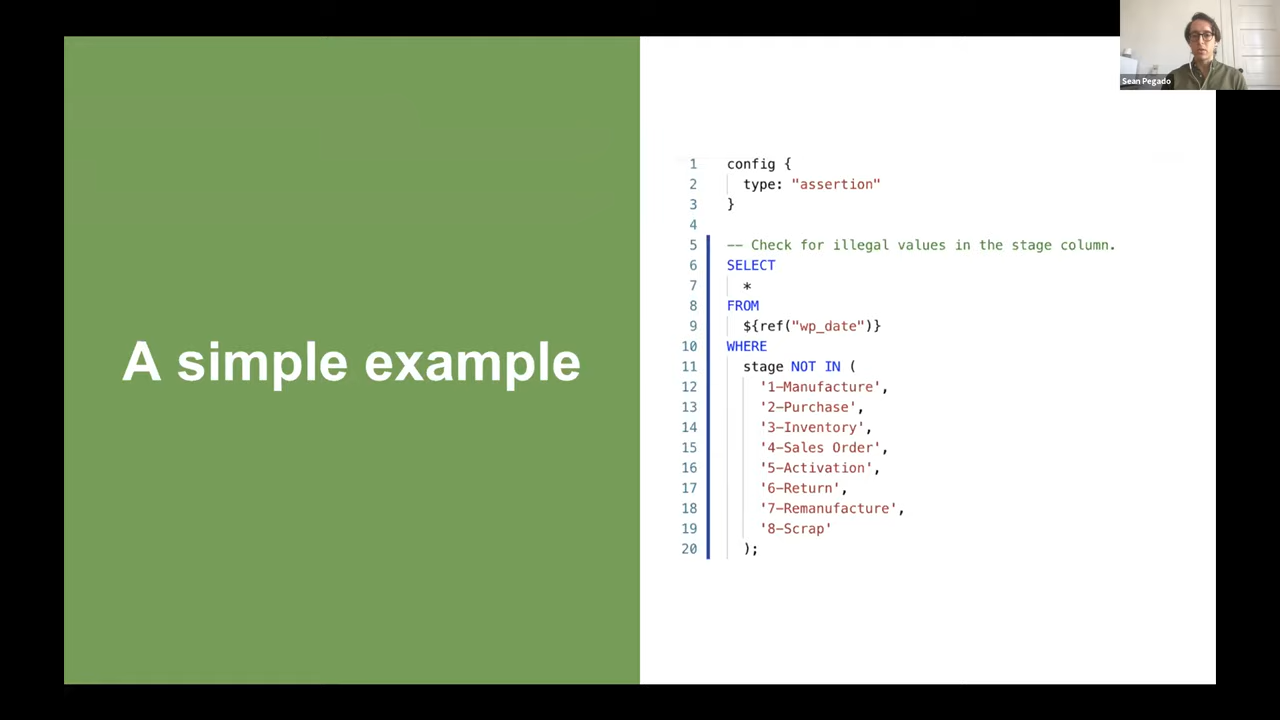 Sean Pegado
A simple example
1 config {
2 type: "assertion"
3 }
4
5 -- Check for illegal values in the stage column.
6 SELECT
7 *
8 FROM
9 ${ref("wp_date")}
10 WHERE
11 stage NOT IN (
12 '1-Manufacture',
13 '2-Purchase',
14 '3-Inventory',
15 '4-Sales Order',
16 '5-Activation',
17 '6-Return',
18 '7-Remanufacture',
19 '8-Scrap'
20 );